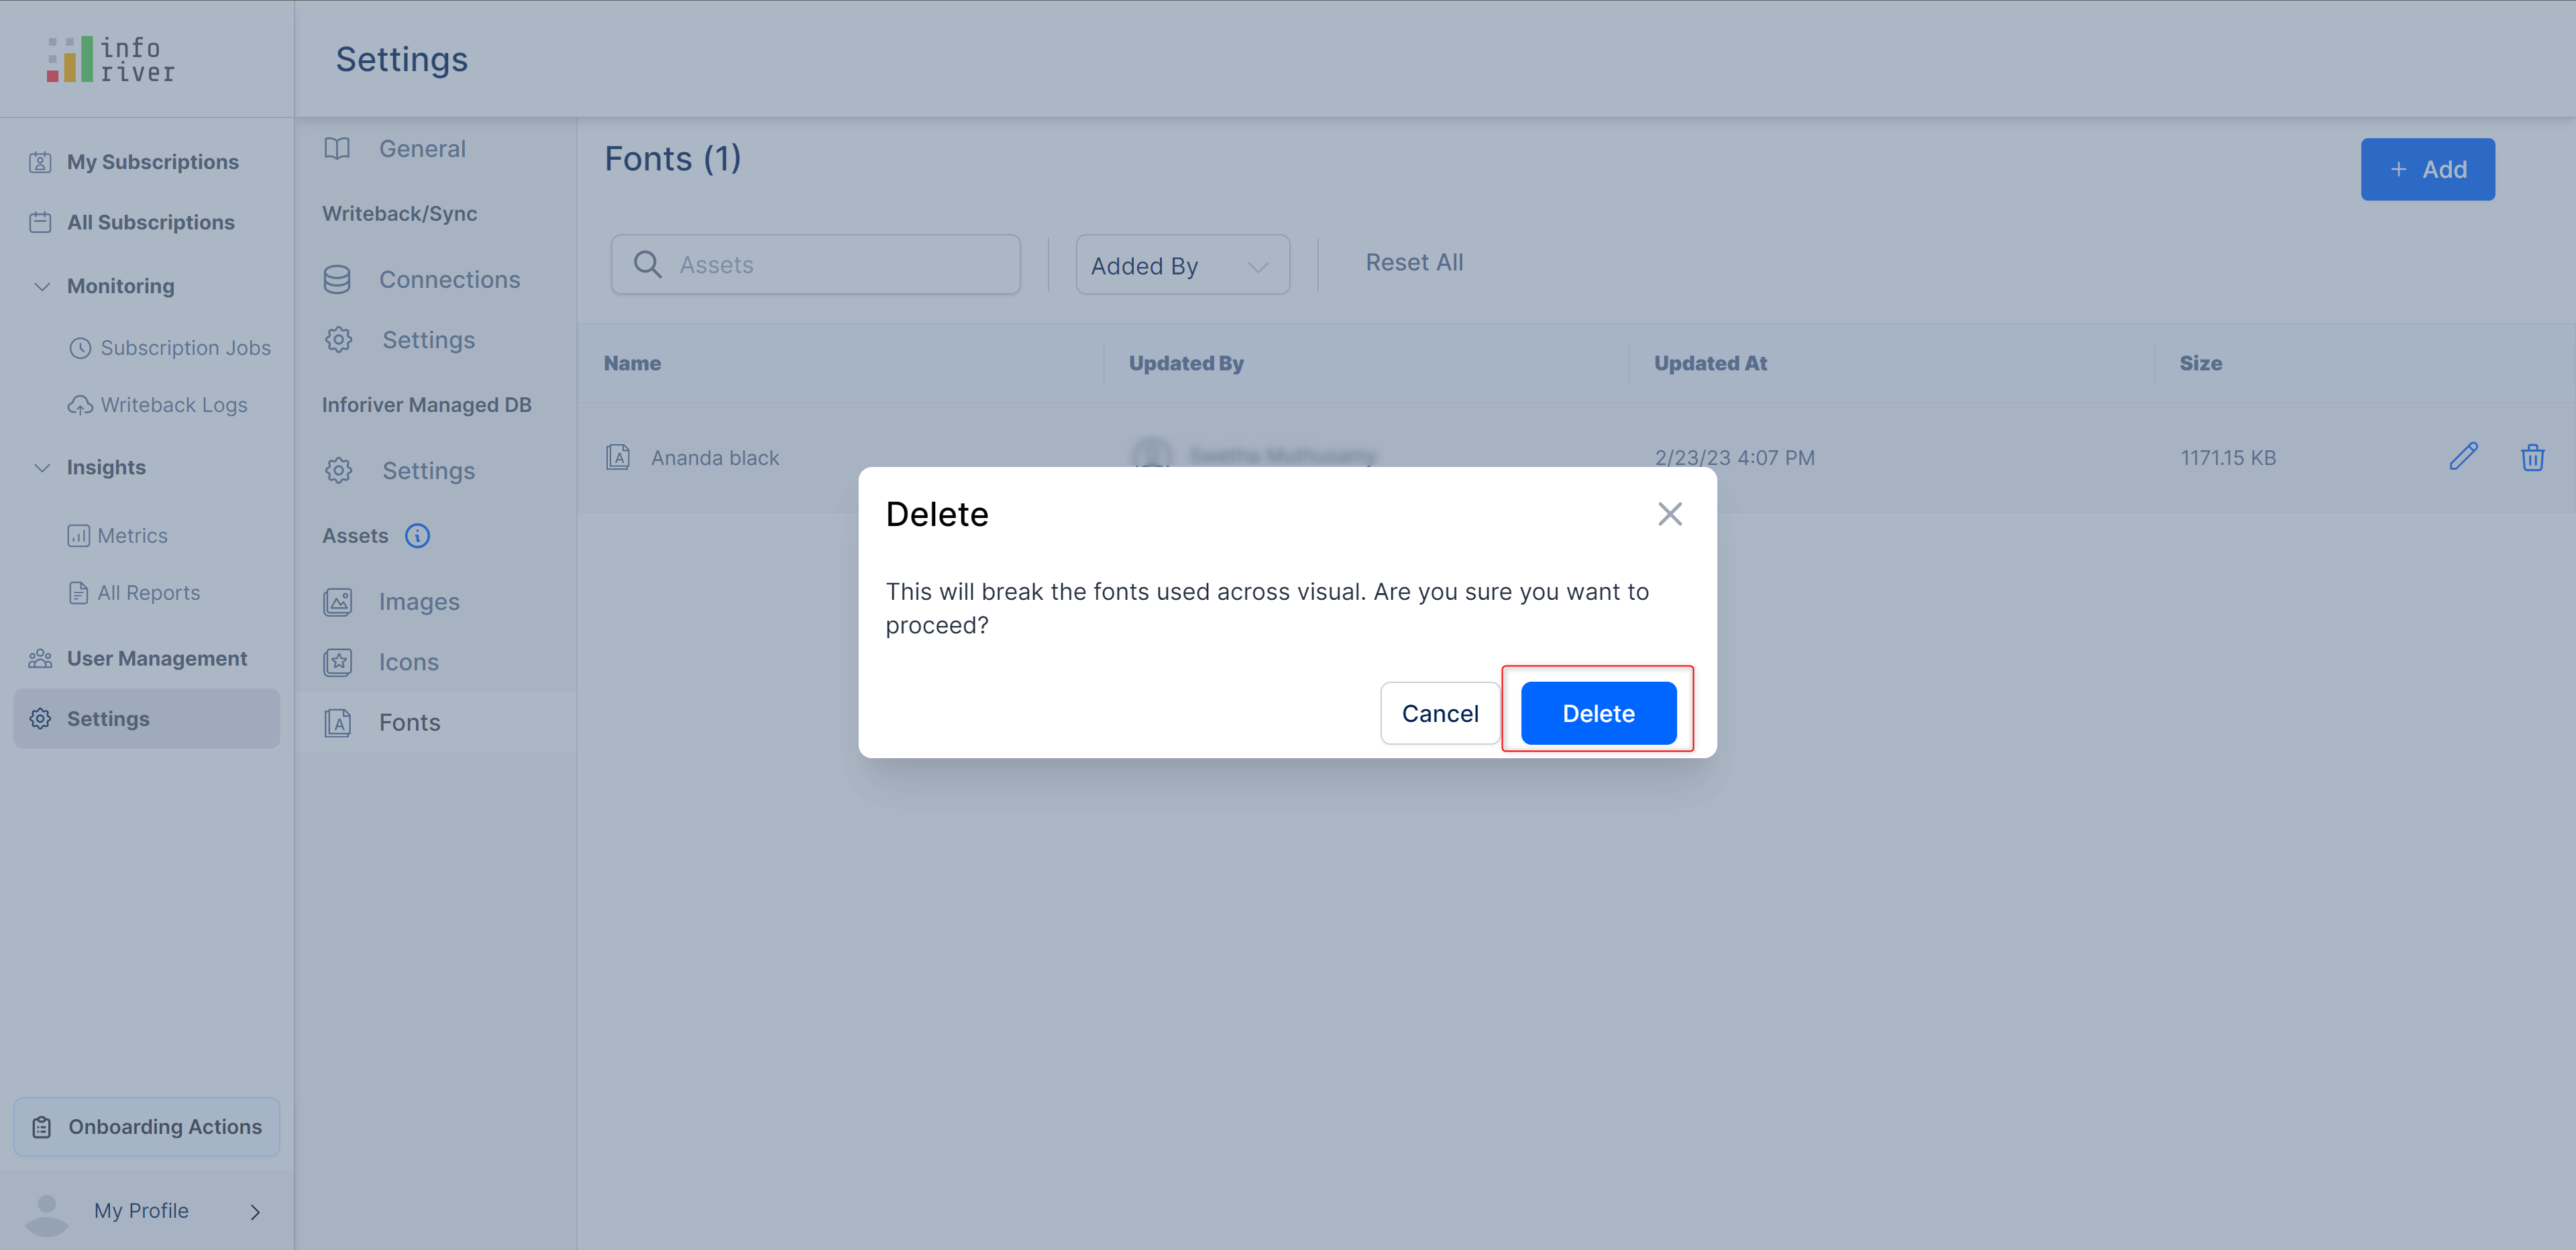 info
river
Settings
My Subscriptions
All Subscriptions
Monitoring
Subscription Jobs
Writeback Logs
Insights
Metrics
All Reports
User Management
Settings
Onboarding Actions
My Profile
General
Writeback/Sync
Connections
Settings
Inforiver Managed DB
Settings
Assets
Images
Icons
Fonts
Fonts (1)
+ Add
Assets
Added By
Reset All
Name Updated By Updated At Size
Ananda black 2/23/23 4:07 PM 1171.15 KB
Delete
This will break the fonts used across visual. Are you sure you want to
proceed?
Cancel Delete